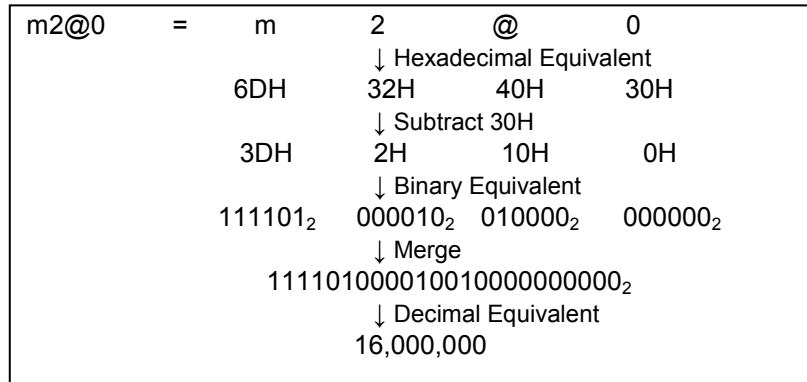 m2@0 = m 2 @ 0
↓ Hexadecimal Equivalent
6DH 32H 40H 30H
↓ Subtract 30H
3DH 2H 10H 0H
↓ Binary Equivalent
111101₂ 000010₂ 010000₂ 000000₂
↓ Merge
111101000010010000000000₂
↓ Decimal Equivalent
16,000,000